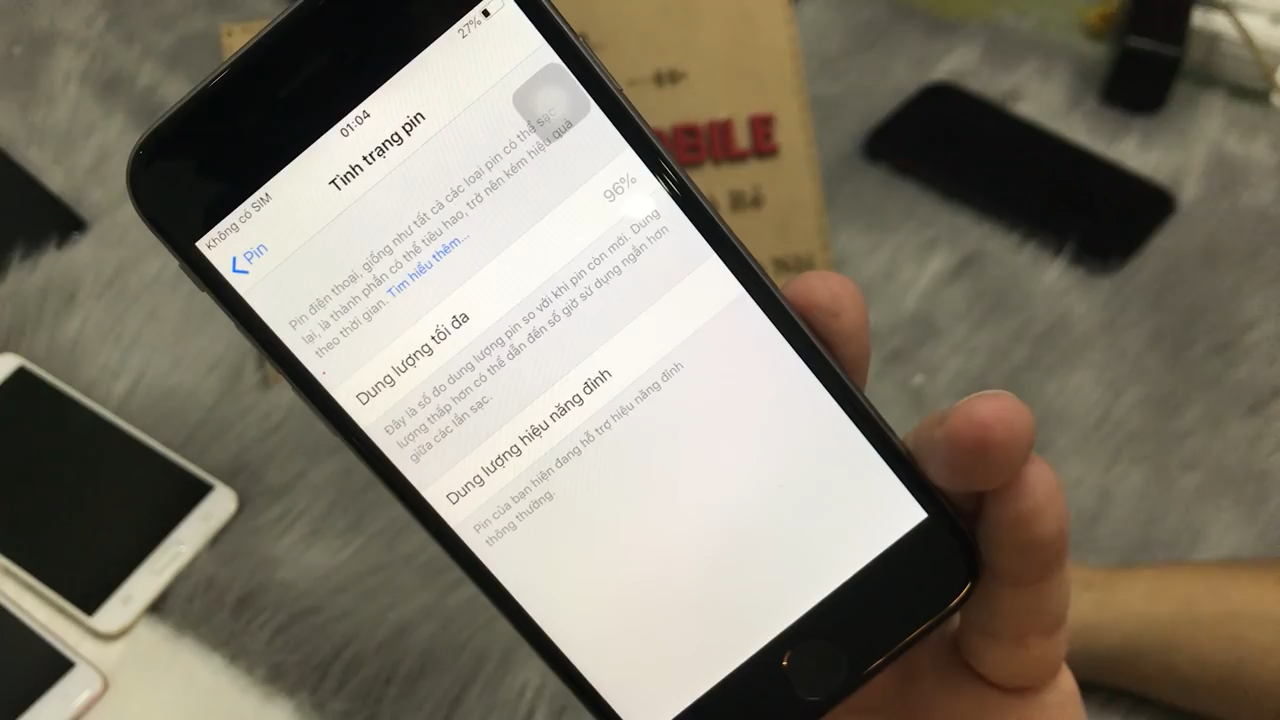 Không có SIM
01:04
27%
Pin
Tình trạng pin
Pin điện thoại, giống như tất cả các loại pin có thể sạc
lại, là thành phần có thể tiêu hao, trở nên kém hiệu quả
theo thời gian. Tìm hiểu thêm...
Dung lượng tối đa 96%
Đây là số đo dung lượng pin so với khi pin còn mới. Dung
lượng thấp hơn có thể dẫn đến số giờ sử dụng ngắn hơn
giữa các lần sạc.
Dung lượng hiệu năng đỉnh
Pin của bạn hiện đang hỗ trợ hiệu năng đỉnh
thông thường.
OBILE
Rẻ